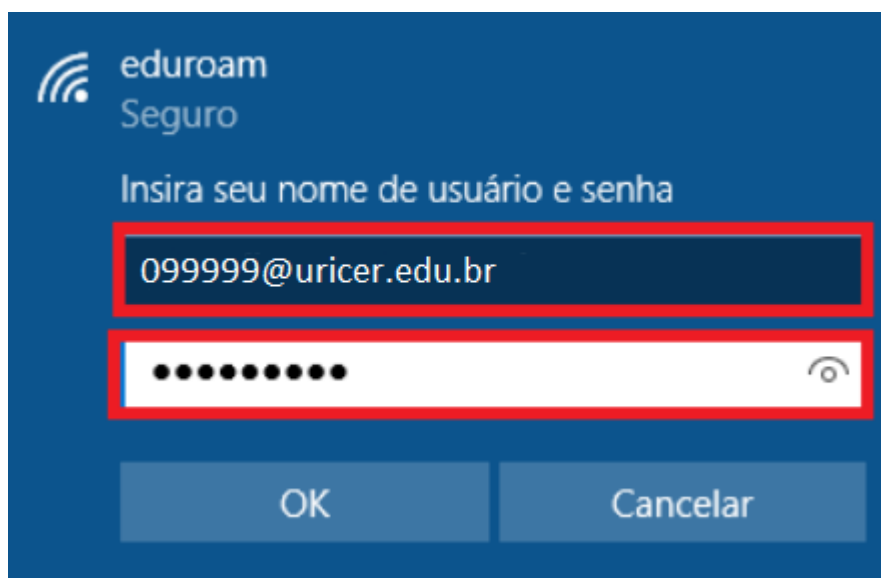 eduroam
Seguro
Insira seu nome de usuário e senha
099999@uricer.edu.br
●●●●●●●●●
OK
Cancelar